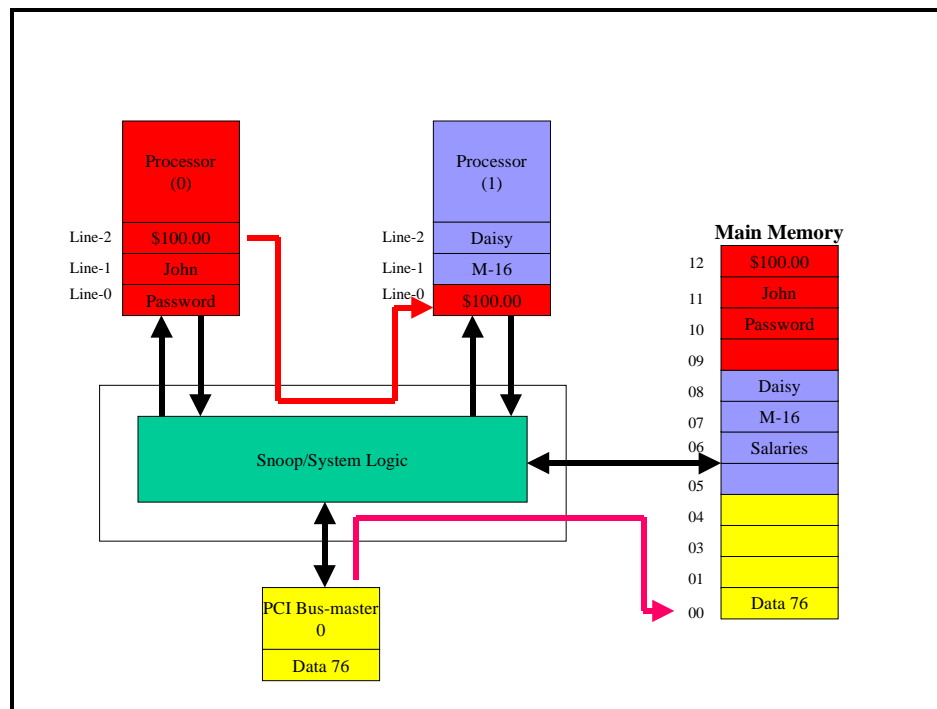 Processor
(0)
Line-2
$100.00
Line-1
John
Line-0
Password
Processor
(1)
Line-2
Daisy
Line-1
M-16
Line-0
$100.00
Main Memory
12
$100.00
11
John
10
Password
09
08
Daisy
07
M-16
06
Salaries
05
04
03
01
00
Data 76
Snoop/System Logic
PCI Bus-master
0
Data 76